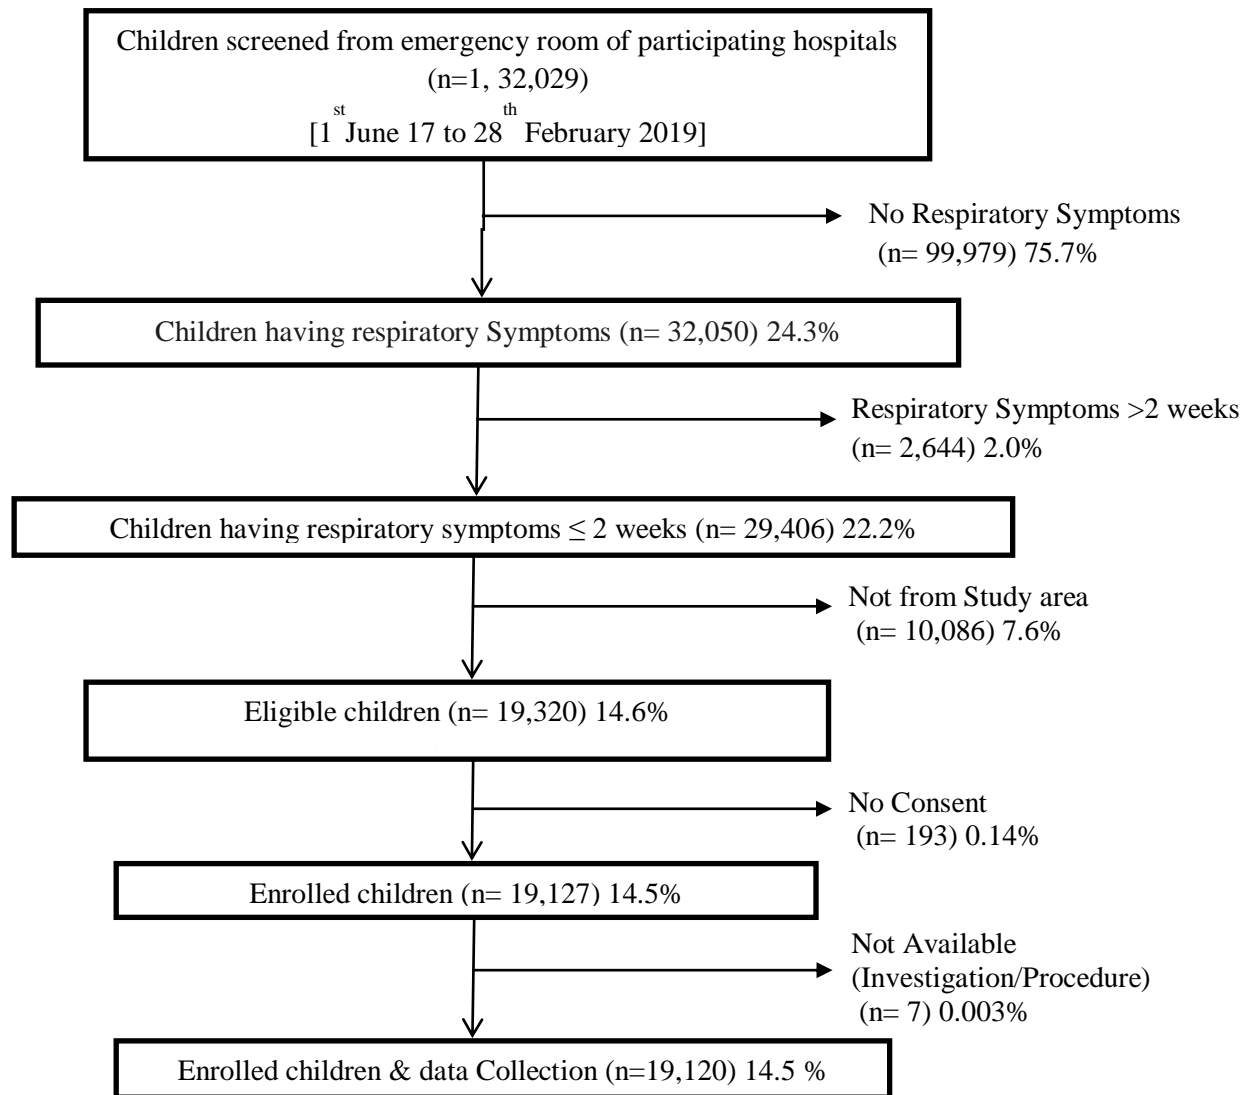 Children screened from emergency room of participating hospitals
(n=1, 32,029)
[1st June 17 to 28th February 2019]
No Respiratory Symptoms
(n= 99,979) 75.7%
Children having respiratory Symptoms (n= 32,050) 24.3%
Respiratory Symptoms >2 weeks
(n= 2,644) 2.0%
Children having respiratory symptoms ≤ 2 weeks (n= 29,406) 22.2%
Not from Study area
(n= 10,086) 7.6%
Eligible children (n= 19,320) 14.6%
No Consent
(n= 193) 0.14%
Enrolled children (n= 19,127) 14.5%
Not Available
(Investigation/Procedure)
(n= 7) 0.003%
Enrolled children & data Collection (n=19,120) 14.5 %